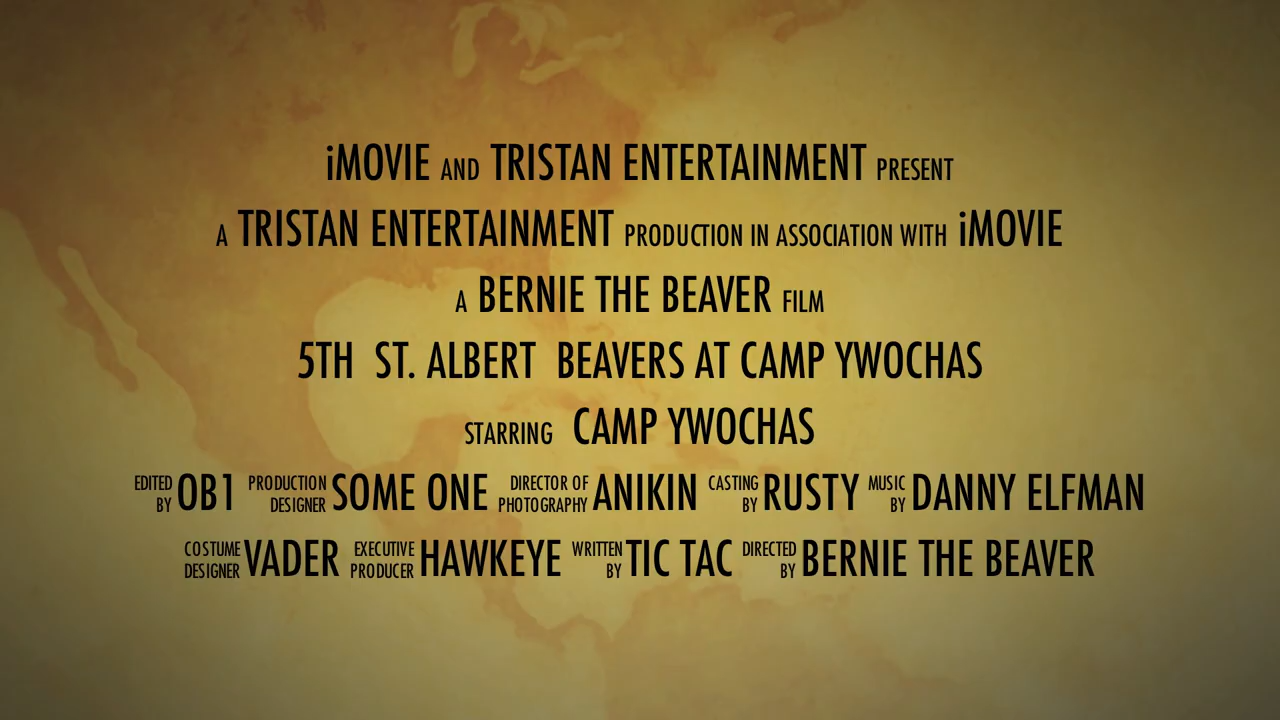 iMOVIE AND TRISTAN ENTERTAINMENT PRESENT
A TRISTAN ENTERTAINMENT PRODUCTION IN ASSOCIATION WITH iMOVIE
A BERNIE THE BEAVER FILM
5TH ST. ALBERT BEAVERS AT CAMP YWOCHAS
STARRING CAMP YWOCHAS
EDITED BY OB1 PRODUCTION DESIGNER SOME ONE DIRECTOR OF PHOTOGRAPHY ANIKIN CASTING BY RUSTY MUSIC BY DANNY ELFMAN
COSTUME DESIGNER VADER EXECUTIVE PRODUCER HAWKEYE WRITTEN BY TIC TAC DIRECTED BY BERNIE THE BEAVER